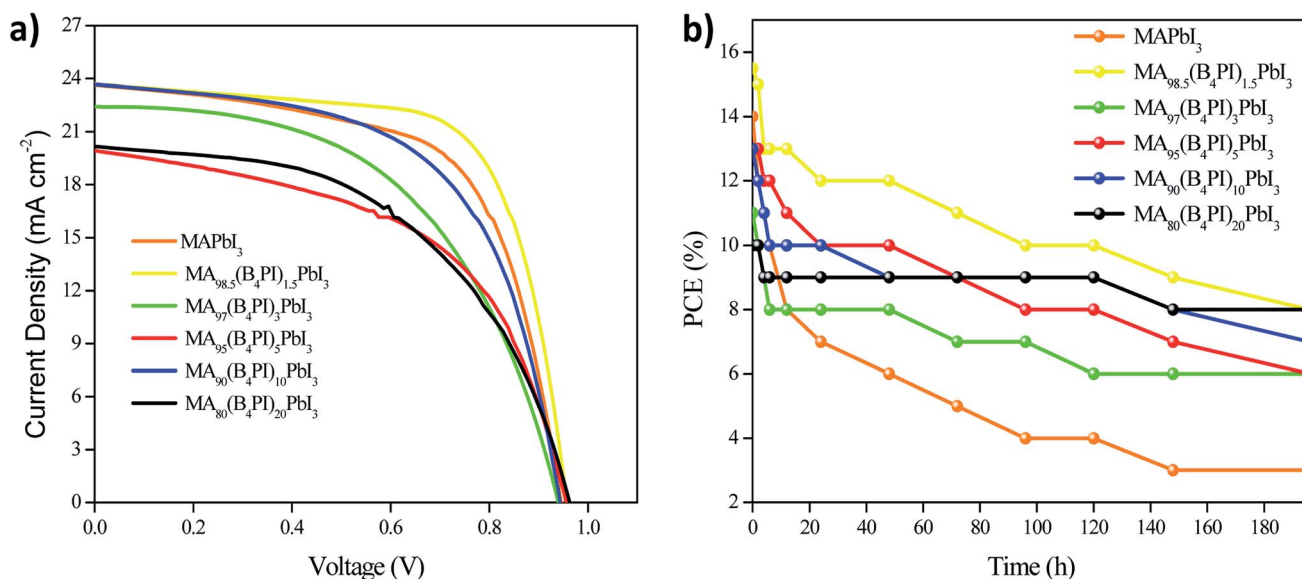 a)
27
24
21
18
15
12
9
6
3
0
Current Density (mA cm⁻²)
MAPbI₃
MA₉₈.₅(B₄PI)₁.₅PbI₃
MA₉₇(B₄PI)₃PbI₃
MA₉₅(B₄PI)₅PbI₃
MA₉₀(B₄PI)₁₀PbI₃
MA₈₀(B₄PI)₂₀PbI₃
0.0 0.2 0.4 0.6 0.8 1.0
Voltage (V)
b)
16
14
12
10
8
6
4
2
PCE (%)
MAPbI₃
MA₉₈.₅(B₄PI)₁.₅PbI₃
MA₉₇(B₄PI)₃PbI₃
MA₉₅(B₄PI)₅PbI₃
MA₉₀(B₄PI)₁₀PbI₃
MA₈₀(B₄PI)₂₀PbI₃
0 20 40 60 80 100 120 140 160 180
Time (h)